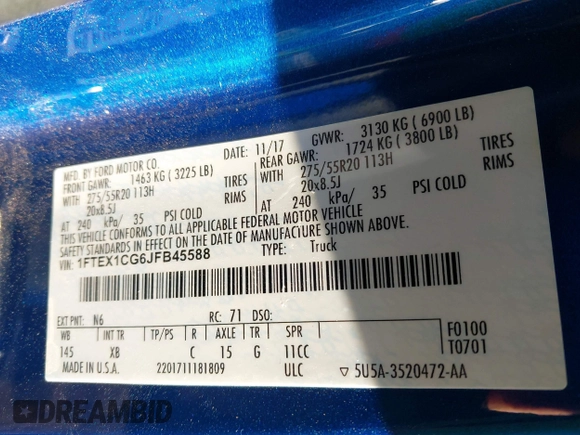 MFD. BY FORD MOTOR CO.
DATE: 11/17 GVWR: 3130 KG ( 6900 LB)
FRONT GAWR: 1463 KG ( 3225 LB) REAR GAWR: 1724 KG ( 3800 LB)
WITH 275/55R20 113H TIRES 275/55R20 113H TIRES
20x8.5J RIMS 20x8.5J RIMS
AT 240 kPa/ 35 PSI COLD AT 240 kPa/ 35 PSI COLD
THIS VEHICLE CONFORMS TO ALL APPLICABLE FEDERAL MOTOR VEHICLE
SAFETY STANDARDS IN EFFECT ON THE DATE OF MANUFACTURE SHOWN ABOVE.
VIN: 1FTEX1CG6JFB45588 TYPE: Truck
EXT PNT: N6 RC: 71 DSO:
WB INT TR TP/PS R AXLE TR SPR F0100
145 XB C 15 G 11CC T0701
MADE IN U.S.A. 2201711181809 ULC ▽ 5U5A-3520472-AA
DREAMBID